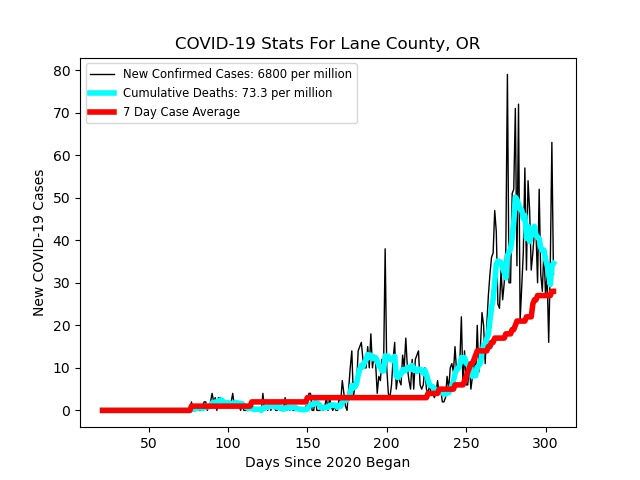 COVID-19 Stats For Lane County, OR
New Confirmed Cases: 6800 per million
Cumulative Deaths: 73.3 per million
7 Day Case Average
80
70
60
50
40
30
20
10
0
New COVID-19 Cases
50 100 150 200 250 300
Days Since 2020 Began